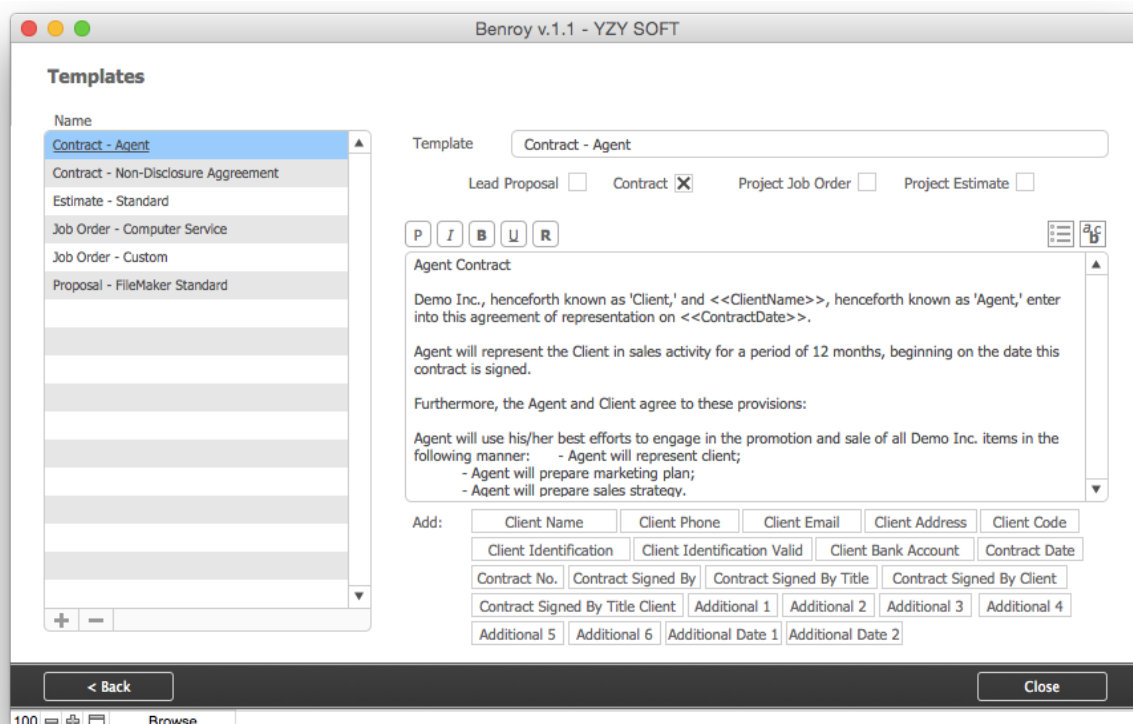 Benroy v.1.1 - YZY SOFT
Templates
Name
Contract - Agent
Contract - Non-Disclosure Aggreement
Estimate - Standard
Job Order - Computer Service
Job Order - Custom
Proposal - FileMaker Standard
Template Contract - Agent
Lead Proposal Contract Project Job Order Project Estimate
P I B U R a b c
Agent Contract
Demo Inc., henceforth known as 'Client,' and <<ClientName>>, henceforth known as 'Agent,' enter
into this agreement of representation on <<ContractDate>>.
Agent will represent the Client in sales activity for a period of 12 months, beginning on the date this
contract is signed.
Furthermore, the Agent and Client agree to these provisions:
Agent will use his/her best efforts to engage in the promotion and sale of all Demo Inc. items in the
following manner: - Agent will represent client;
- Agent will prepare marketing plan;
- Agent will prepare sales strategy.
Add: Client Name Client Phone Client Email Client Address Client Code
Client Identification Client Identification Valid Client Bank Account Contract Date
Contract No. Contract Signed By Contract Signed By Title Contract Signed By Client
Contract Signed By Title Client Additional 1 Additional 2 Additional 3 Additional 4
Additional 5 Additional 6 Additional Date 1 Additional Date 2
< Back Close
100 Browse